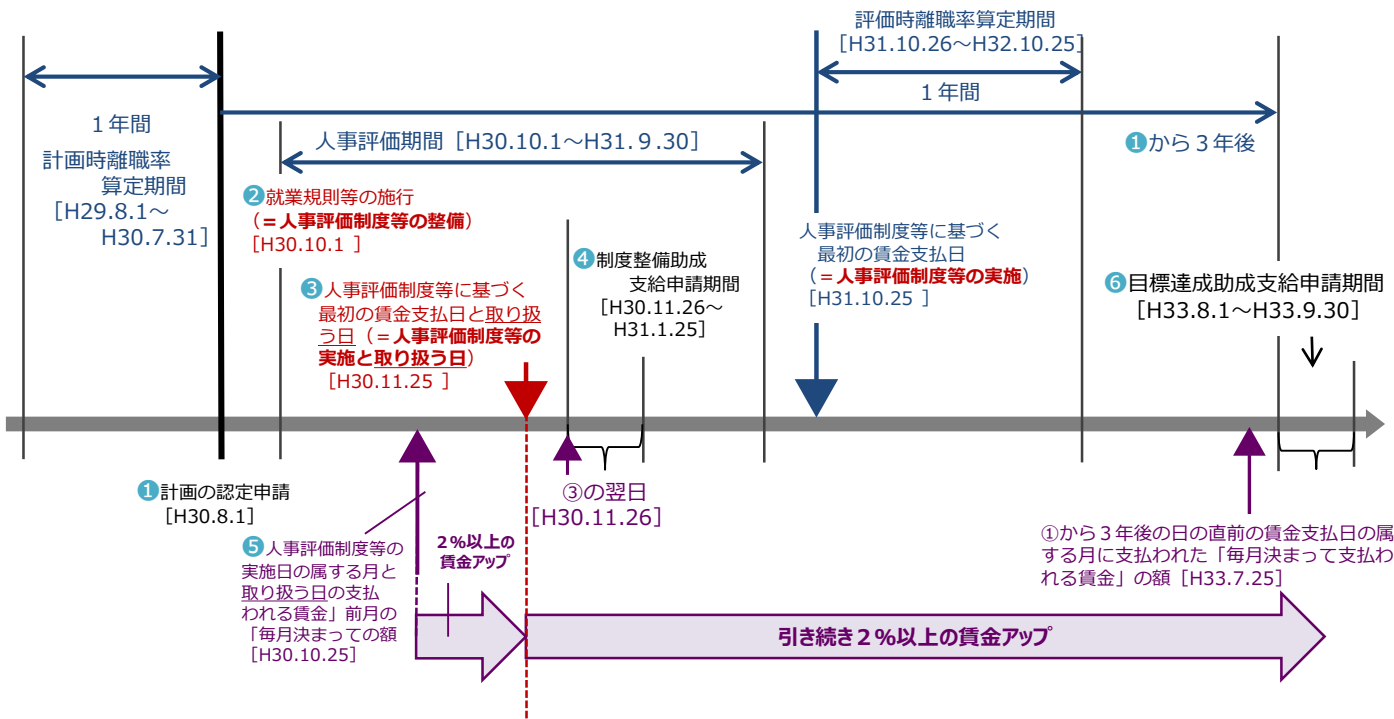 評価時離職率算定期間
［H31.10.26～H32.10.25］
１年間
１年間
計画時離職率
算定期間
［H29.8.1～
H30.7.31］
人事評価期間［H30.10.1～H31. 9 .30］
❶から３年後
❷就業規則等の施行
（＝人事評価制度等の整備）
［H30.10.1 ］
❸人事評価制度等に基づく
最初の賃金支払日と取り扱
う日（＝人事評価制度等の
実施と取り扱う日）
［H30.11.25 ］
❹制度整備助成
支給申請期間
［H30.11.26～
H31.1.25］
人事評価制度等に基づく
最初の賃金支払日
（＝人事評価制度等の実施）
［H31.10.25 ］
❻目標達成助成支給申請期間
［H33.8.1～H33.9.30］
❶計画の認定申請
［H30.8.1］
③の翌日
［H30.11.26］
❺人事評価制度等の
実施日の属する月と
取り扱う日の支払
われる賃金」前月の
「毎月決まっての額
［H30.10.25］
２％以上の
賃金アップ
①から３年後の日の直前の賃金支払日の属
する月に支払われた「毎月決まって支払わ
れる賃金」の額［H33.7.25］
引き続き２％以上の賃金アップ